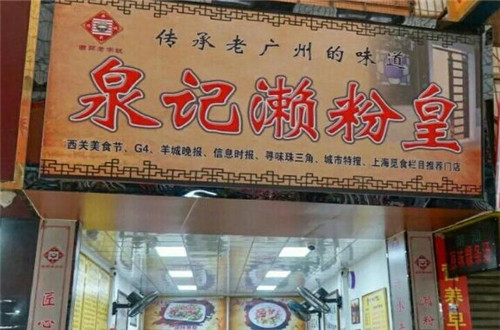 传承老广州的味道
泉记濑粉皇
西关美食节、G4、羊城晚报、信息时报、寻味珠三角、城市特搜、上海觅食栏目推荐门店
匠心
养早